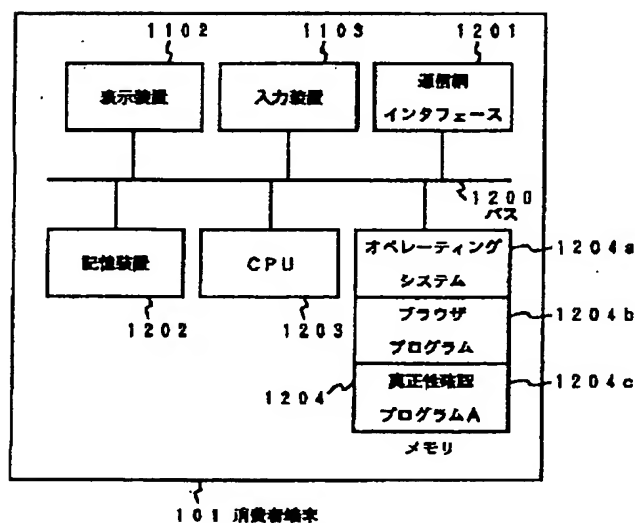 1102
1103
1201
表示装置
入力装置
通信網
インタフェース
1200
バス
記憶装置
CPU
オペレーティング
システム
1204a
1202
1203
ブラウザ
プログラム
1204b
1204
真正性確認
プログラムA
1204c
メモリ
101 消費者端末